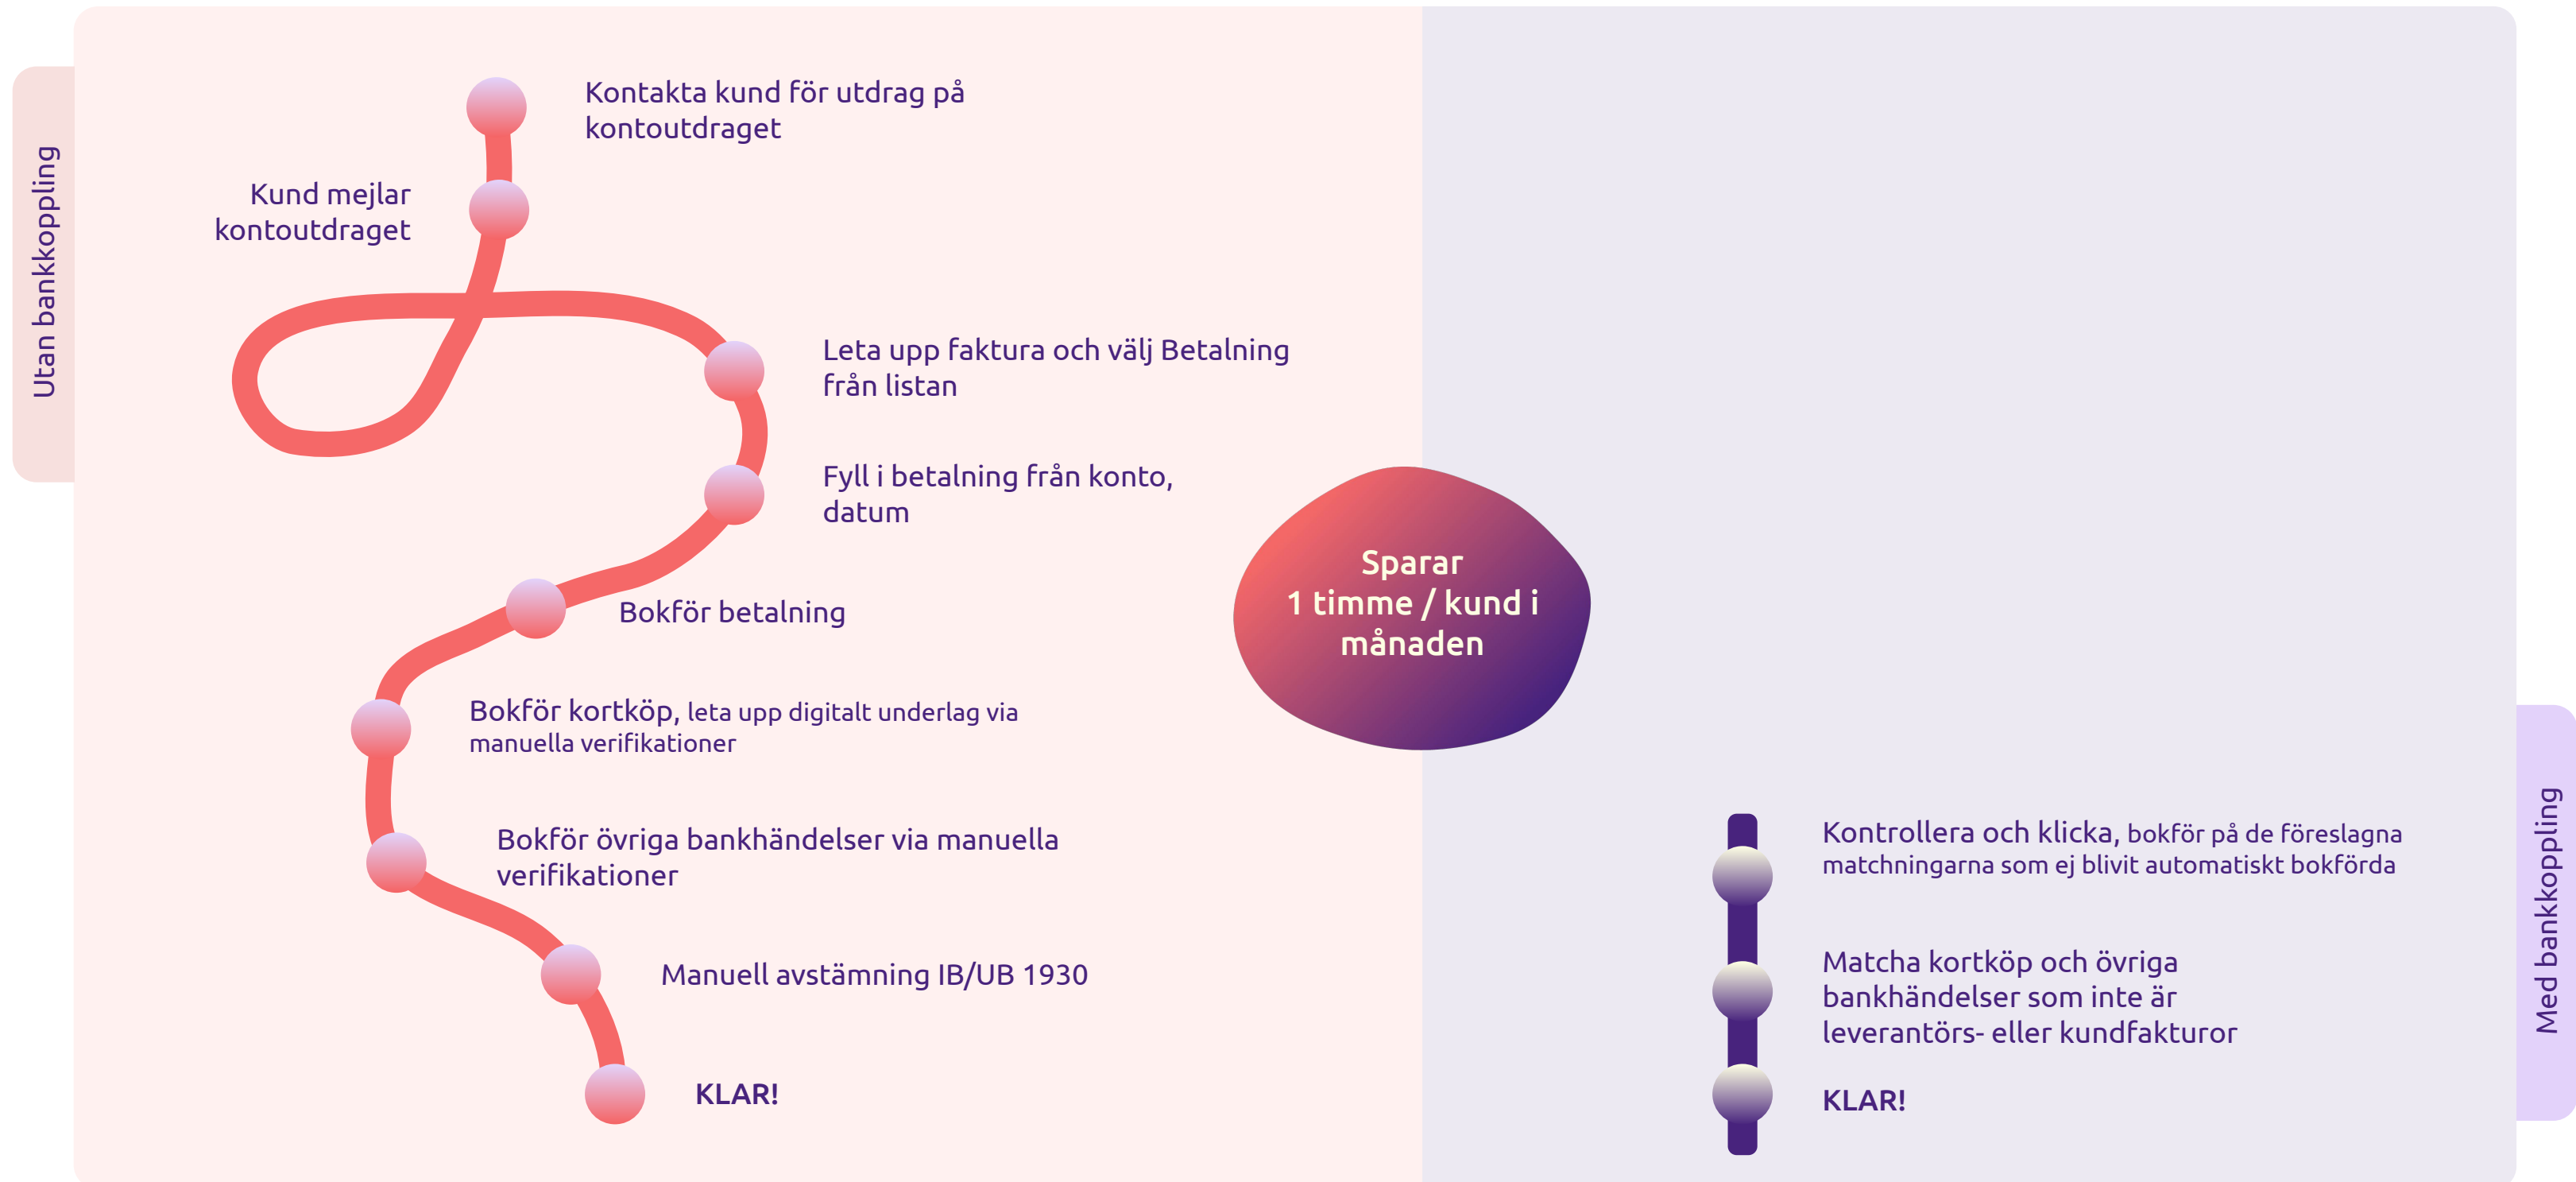 Utan bankkoppling
Kontakta kund för utdrag på
kontoutdraget
Kund mejlar
kontoutdraget
Leta upp faktura och välj Betalning
från listan
Fyll i betalning från konto,
datum
Bokför betalning
Bokför kortköp, leta upp digitalt underlag via
manuella verifikationer
Bokför övriga bankhändelser via manuella
verifikationer
Manuell avstämning IB/UB 1930
KLAR!
Sparar
1 timme / kund i
månaden
Med bankkoppling
Kontrollera och klicka, bokför på de föreslagna
matchningarna som ej blivit automatiskt bokförda
Matcha kortköp och övriga
bankhändelser som inte är
leverantörs- eller kundfakturor
KLAR!